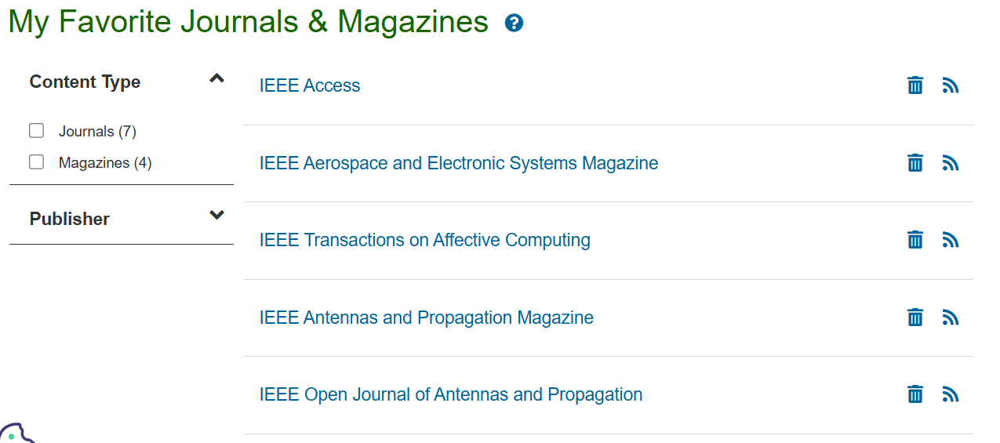 My Favorite Journals & Magazines ?
Content Type
Journals (7)
Magazines (4)
Publisher
IEEE Access
IEEE Aerospace and Electronic Systems Magazine
IEEE Transactions on Affective Computing
IEEE Antennas and Propagation Magazine
IEEE Open Journal of Antennas and Propagation